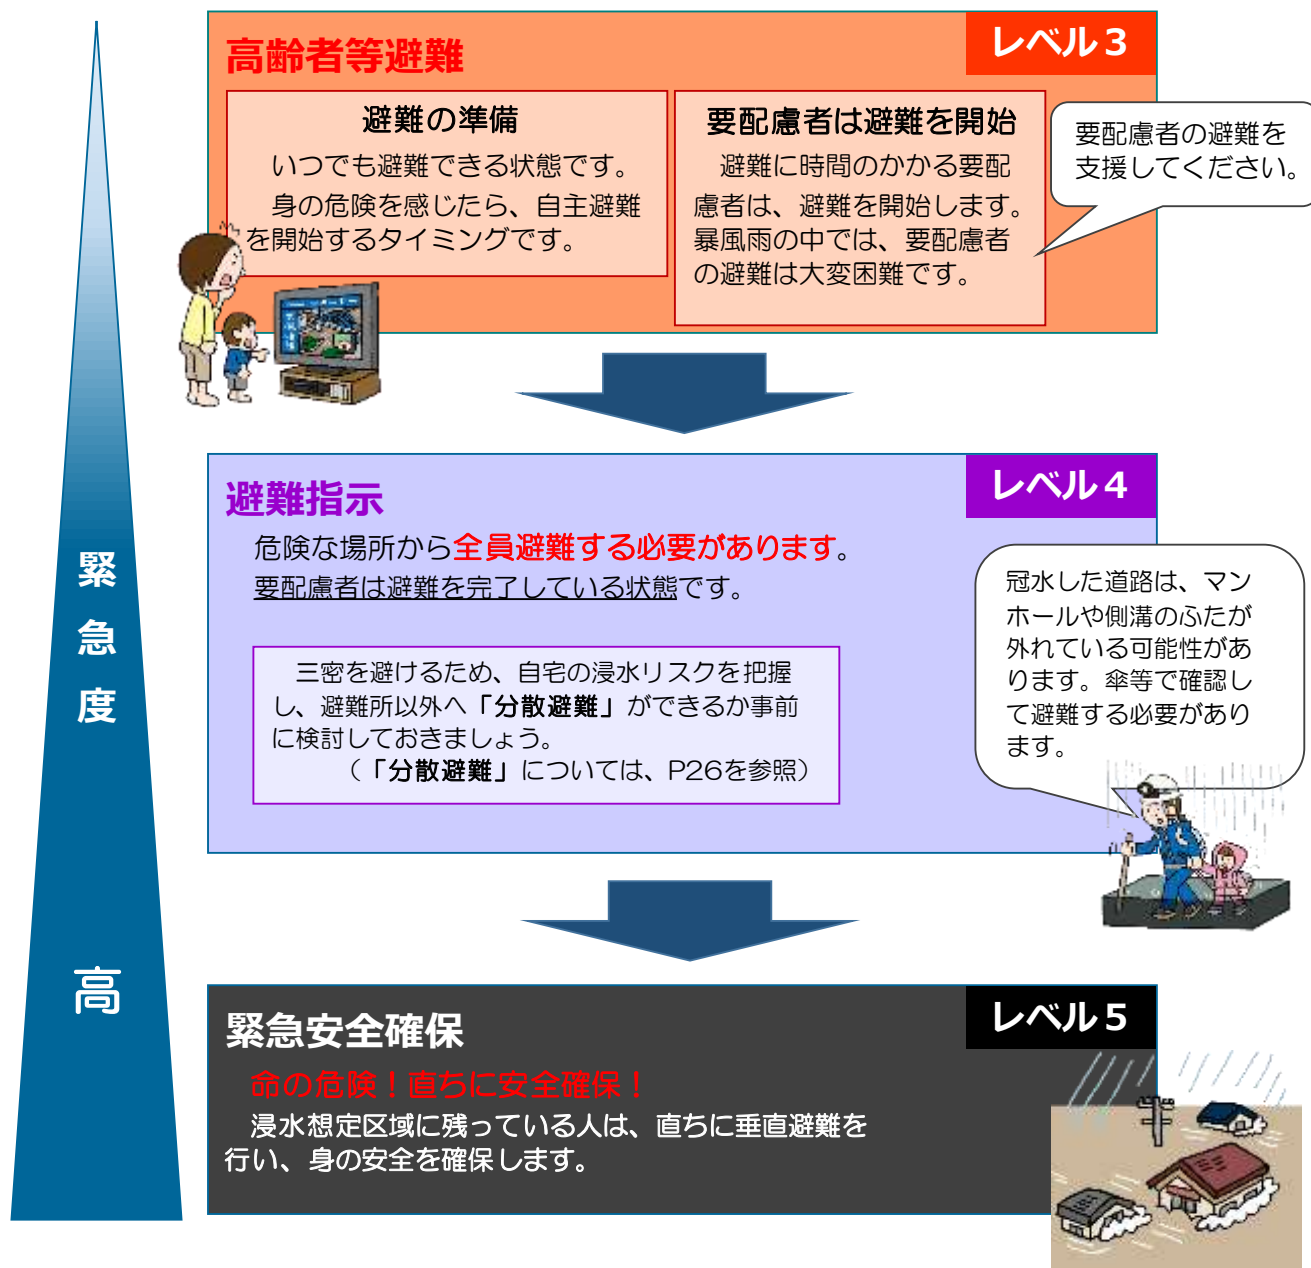 高齢者等避難
レベル３
避難の準備
いつでも避難できる状態です。
身の危険を感じたら、自主避難
を開始するタイミングです。
要配慮者は避難を開始
避難に時間のかかる要配
慮者は、避難を開始します。
暴風雨の中では、要配慮者
の避難は大変困難です。
要配慮者の避難を
支援してください。
避難指示
レベル４
危険な場所から全員避難する必要があります。
要配慮者は避難を完了している状態です。
三密を避けるため、自宅の浸水リスクを把握
し、避難所以外へ「分散避難」ができるか事前
に検討しておきましょう。
（「分散避難」については、P26を参照）
冠水した道路は、マン
ホールや側溝のふたが
外れている可能性があ
ります。傘等で確認し
て避難する必要があり
ます。
緊急安全確保
レベル５
命の危険！直ちに安全確保！
浸水想定区域に残っている人は、直ちに垂直避難を
行い、身の安全を確保します。
緊
急
度
高